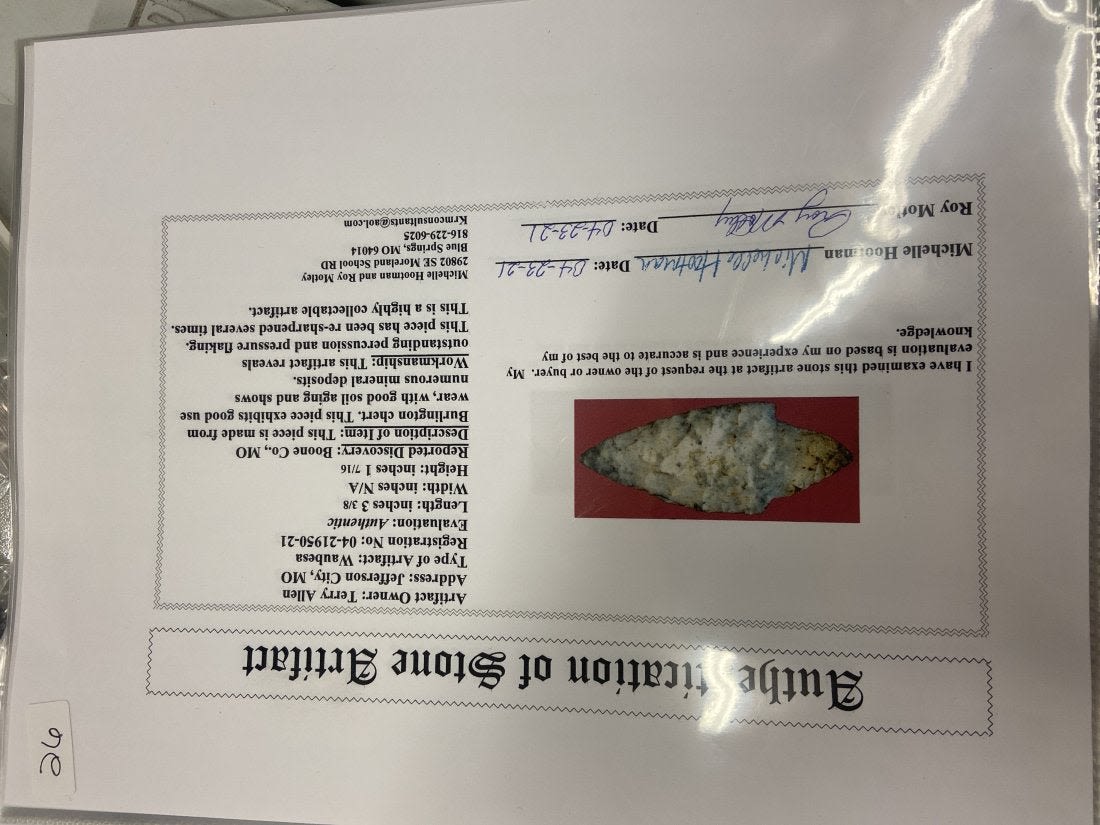 Authentication of Stone Artifact
Artifact Owner: Terry Allen
Address: Jefferson City, MO
Type of Artifact: Waubesa
Registration No: 04-21950-21
Evaluation: Authentic
Length: inches 3 3/8
Width: inches N/A
Height: inches 1 7/16
Reported Discovery: Boone Co., MO
Description of Item: This piece is made from
Burlington chert. This piece exhibits good use
wear, with good soil aging and shows
numerous mineral deposits.
Workmanship: This artifact reveals
outstanding percussion and pressure flaking.
This piece has been re-sharpened several times.
This is a highly collectable artifact.
Michelle Hootman and Roy Motley
29802 SE Moreland School RD
Blue Springs, MO 64014
816-229-6025
Krmconsultants@aol.com
I have examined this stone artifact at the request of the owner or buyer. My
evaluation is based on my experience and is accurate to the best of my
knowledge.
Michelle Hootman Michelle Hootman Date: 04-23-21
Roy Motley Roy Motley Date: 04-23-21
26